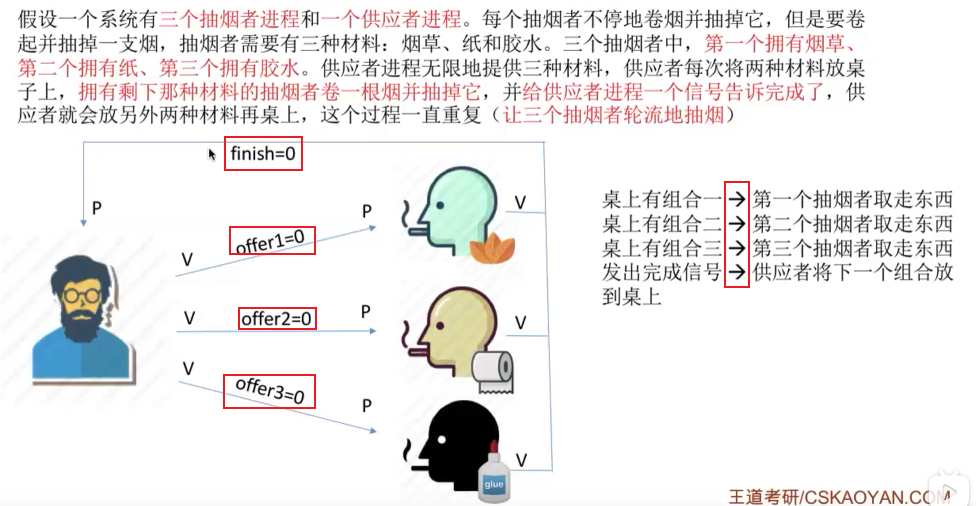 假设一个系统有三个抽烟者进程和一个供应者进程。每个抽烟者不停地卷烟并抽掉它，但是要卷
起并抽掉一支烟，抽烟者需要有三种材料：烟草、纸和胶水。三个抽烟者中，第一个拥有烟草、
第二个拥有纸、第三个拥有胶水。供应者进程无限地提供三种材料，供应者每次将两种材料放桌
子上，拥有剩下那种材料的抽烟者卷一根烟并抽掉它，并给供应者进程一个信号告诉完成了，供
应者就会放另外两种材料再桌上，这个过程一直重复（让三个抽烟者轮流地抽烟）
finish=0
P
V
offer1=0
P
V
V
offer2=0
P
V
V
offer3=0
P
V
glue
桌上有组合一→第一个抽烟者取走东西
桌上有组合二→第二个抽烟者取走东西
桌上有组合三→第三个抽烟者取走东西
发出完成信号→供应者将下一个组合放
到桌上
王道考研/CSKAOYAN.COM